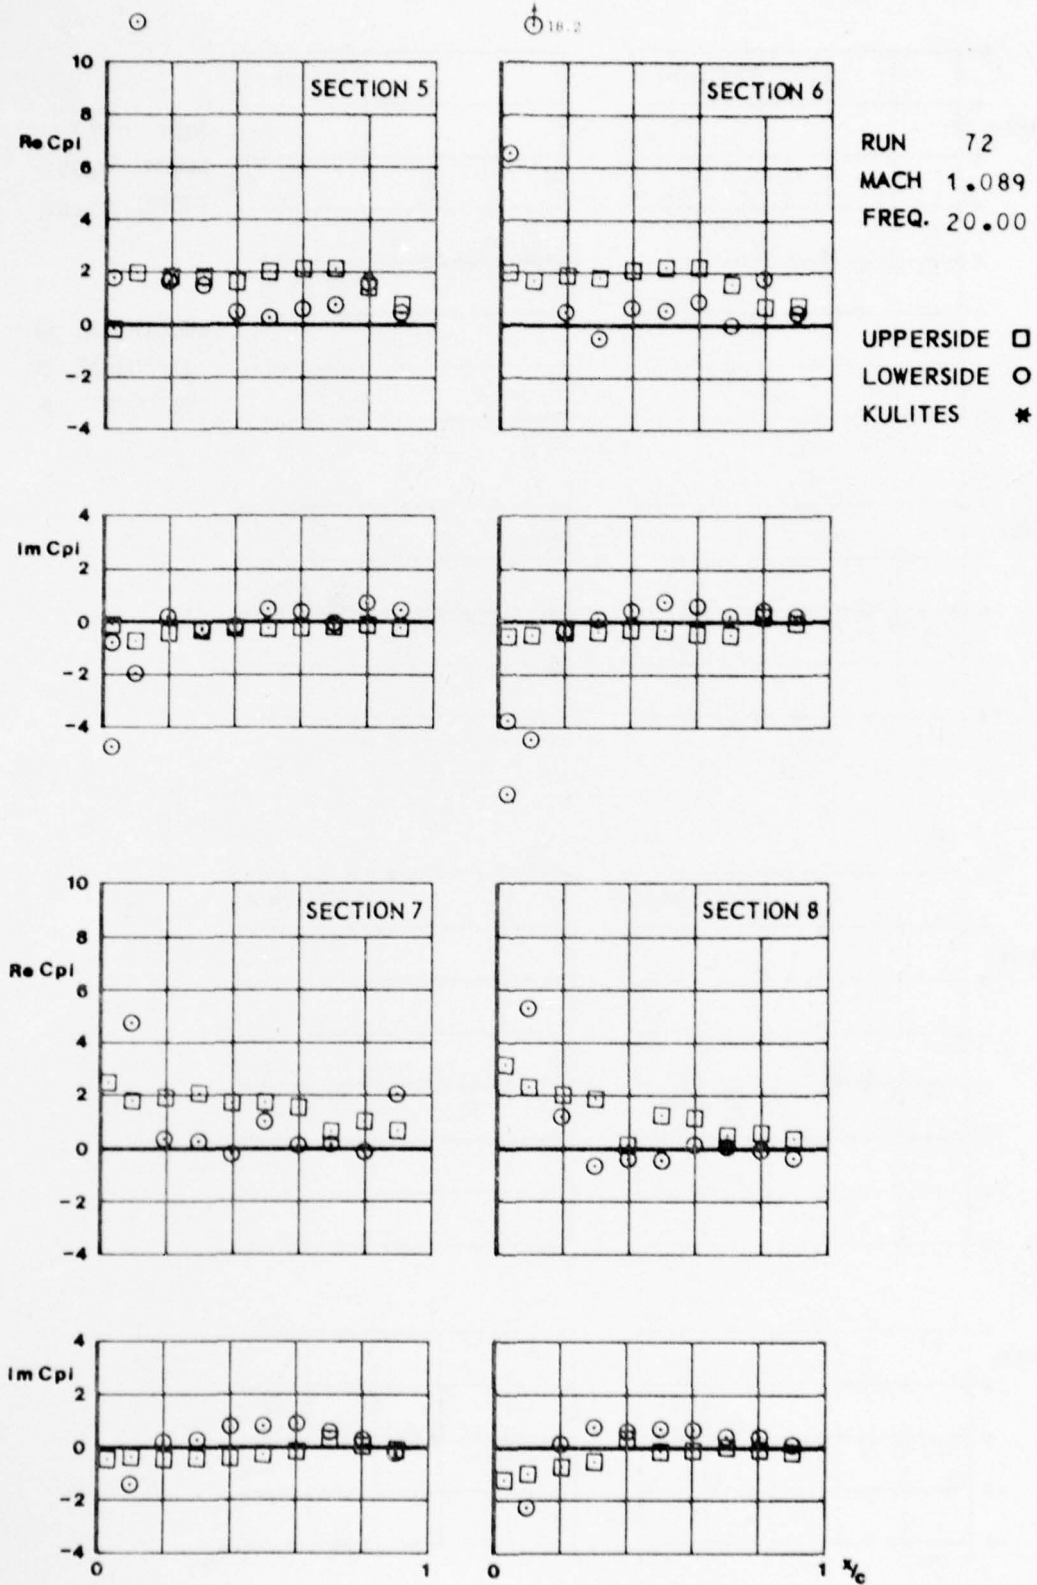 18.2
10
SECTION 5
SECTION 6
8
Re Cpi
6
4
2
0
-2
-4
RUN 72
MACH 1.089
FREQ. 20.00
UPPERSIDE
LOWERSIDE
KULITES
4
Im Cpi
2
0
-2
-4
10
SECTION 7
SECTION 8
8
Re Cpi
6
4
2
0
-2
-4
4
Im Cpi
2
0
-2
-4
0 1 0 1 x/c